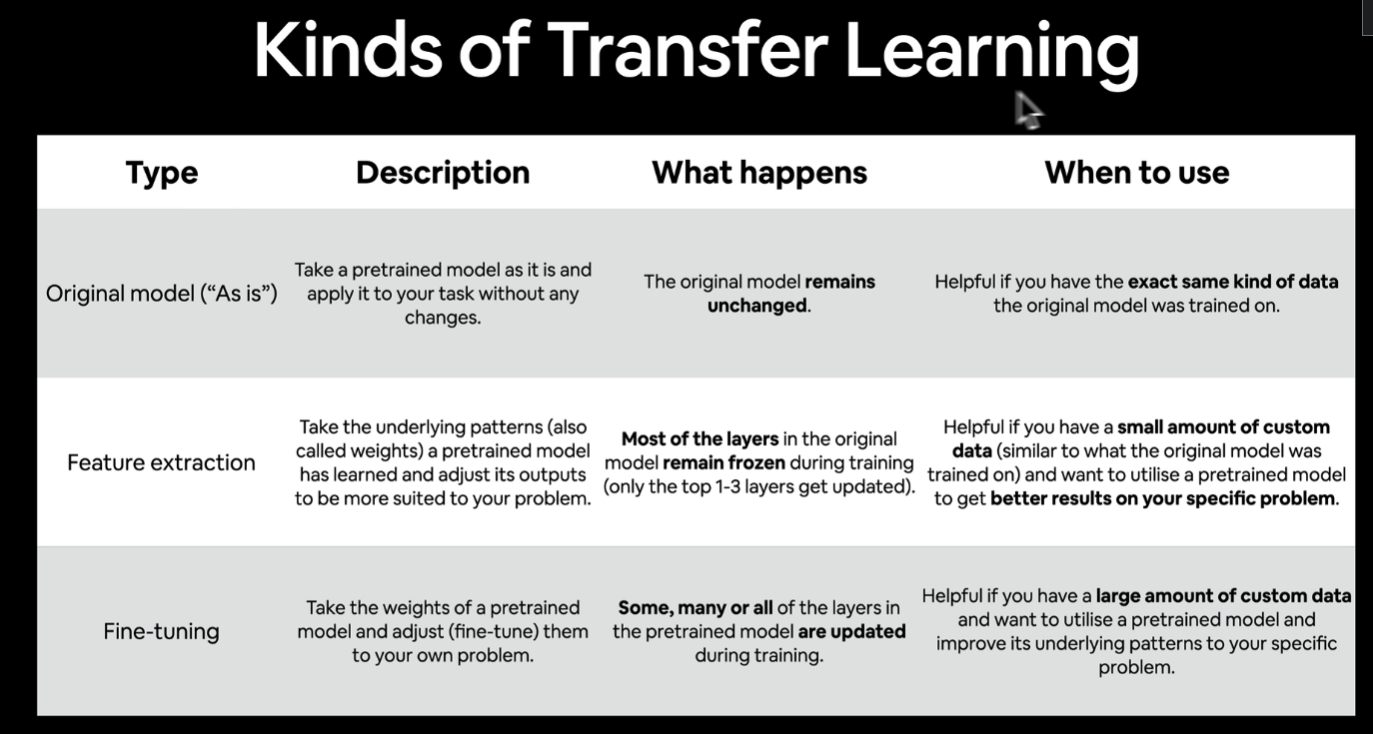 Kinds of Transfer Learning
Type
Description
What happens
When to use
Original model (“As is”)
Take a pretrained model as it is and
apply it to your task without any
changes.
The original model remains
unchanged.
Helpful if you have the exact same kind of data
the original model was trained on.
Feature extraction
Take the underlying patterns (also
called weights) a pretrained model
has learned and adjust its outputs
to be more suited to your problem.
Most of the layers in the original
model remain frozen during training
(only the top 1-3 layers get updated).
Helpful if you have a small amount of custom
data (similar to what the original model was
trained on) and want to utilise a pretrained model
to get better results on your specific problem.
Fine-tuning
Take the weights of a pretrained
model and adjust (fine-tune) them
to your own problem.
Some, many or all of the layers in
the pretrained model are updated
during training.
Helpful if you have a large amount of custom data
and want to utilise a pretrained model and
improve its underlying patterns to your specific
problem.